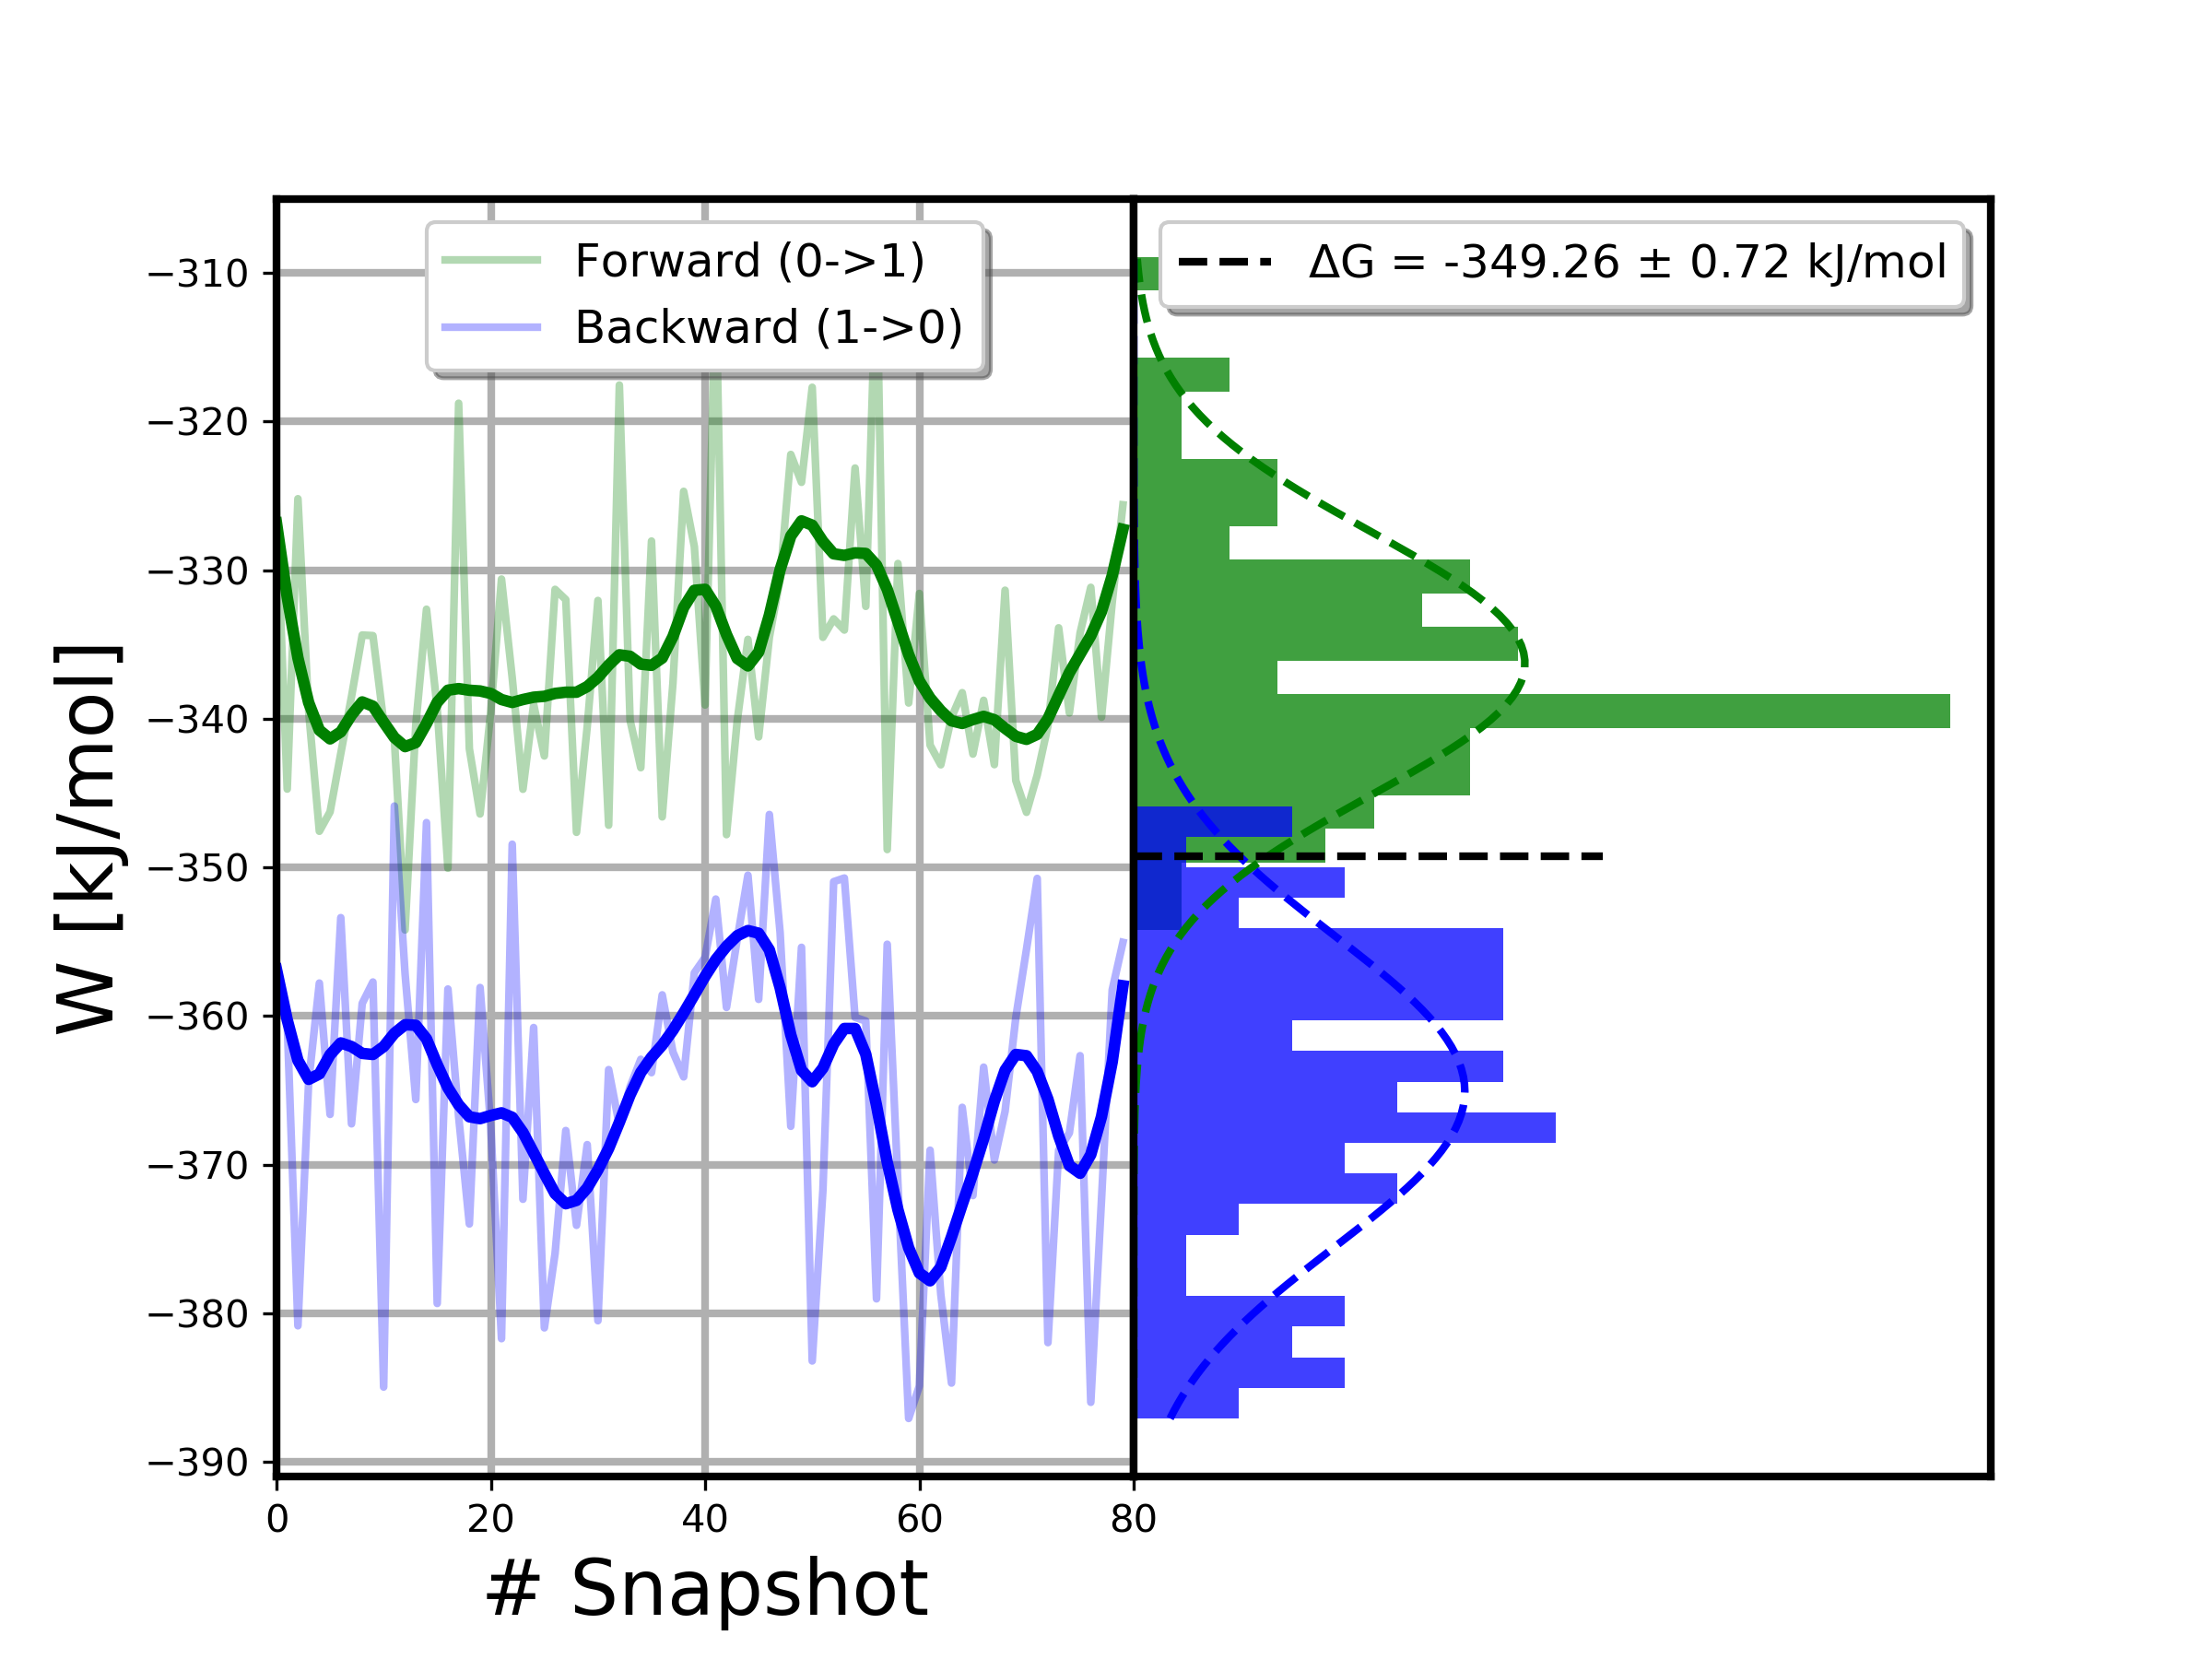 Forward (0->1)
Backward (1->0)
ΔG = -349.26 ± 0.72 kJ/mol
W [kJ/mol]
−310
−320
−330
−340
−350
−360
−370
−380
−390
0 20 40 60 80
# Snapshot